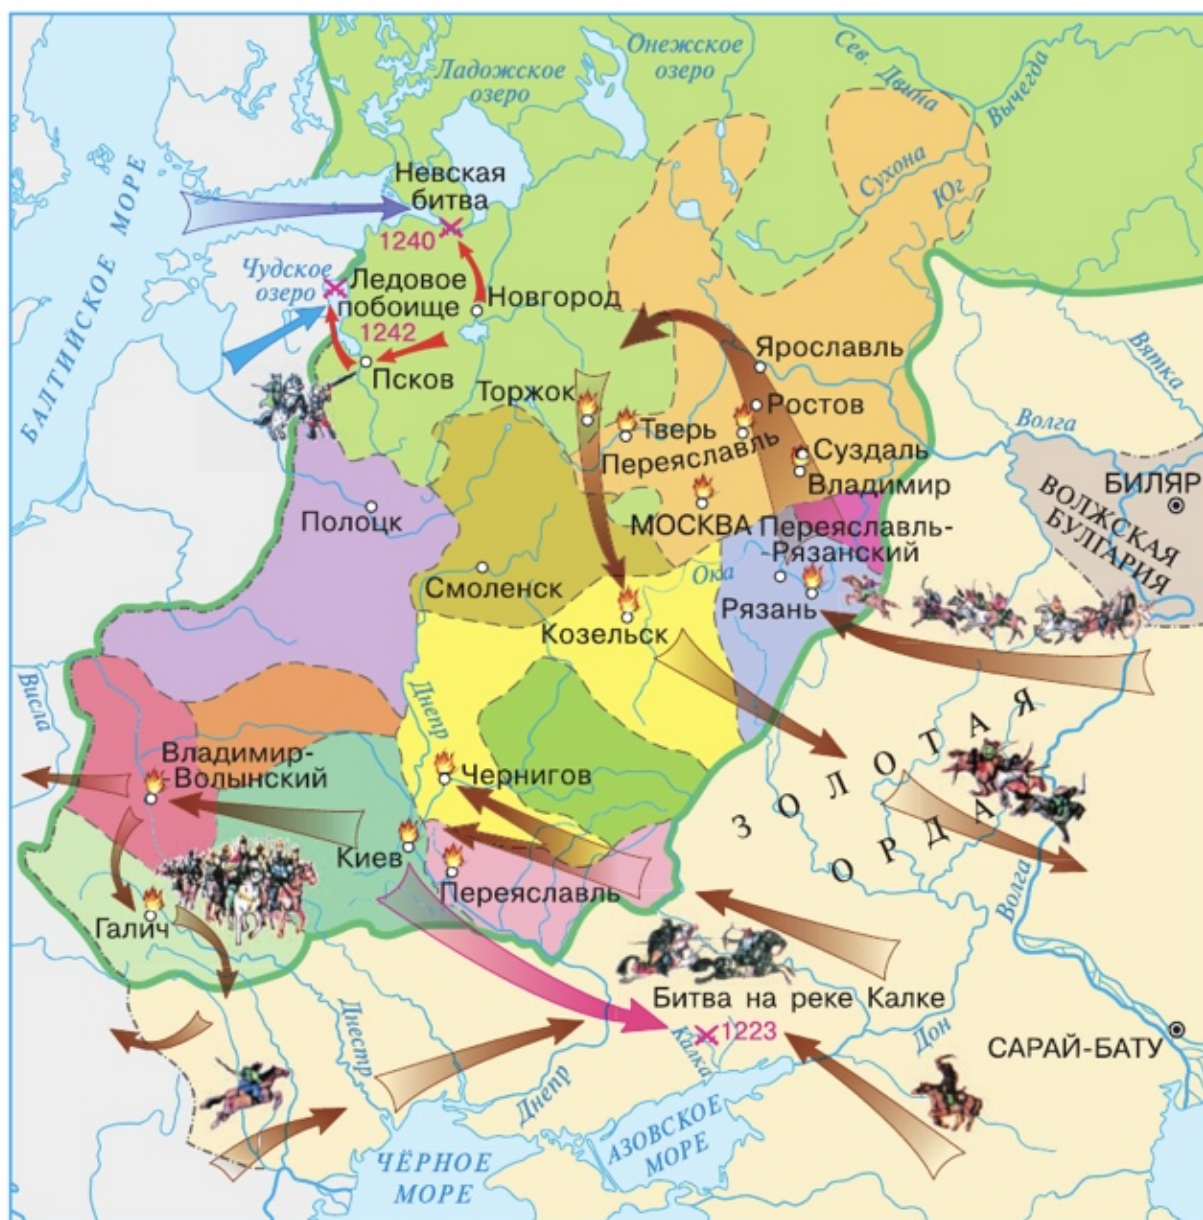 Онежское
озеро
Ладожское
озеро
Сев. Двина
Вычегда
Сухона
Юг
БАЛТИЙСКОЕ МОРЕ
Невская
битва
1240
Чудское
озеро
Ледовое
побоище
1242
Новгород
Псков
Торжок
Тверь
Ярославль
Ростов
Переяславль
Суздаль
Владимир
Вятка
Волга
БИЛЯР
ВОЛЖСКАЯ
БУЛГАРИЯ
Полоцк
МОСКВА
Переяславль-
-Рязанский
Смоленск
Ока
Рязань
Козельск
Висла
Днепр
Владимир-
-Волынский
Чернигов
ЗОЛОТАЯ
ОРДА
Киев
Переяславль
Галич
Волга
Битва на реке Калке
1223
Калка
Дон
САРАЙ-БАТУ
Днестр
Днепр
АЗОВСКОЕ
МОРЕ
ЧЁРНОЕ
МОРЕ